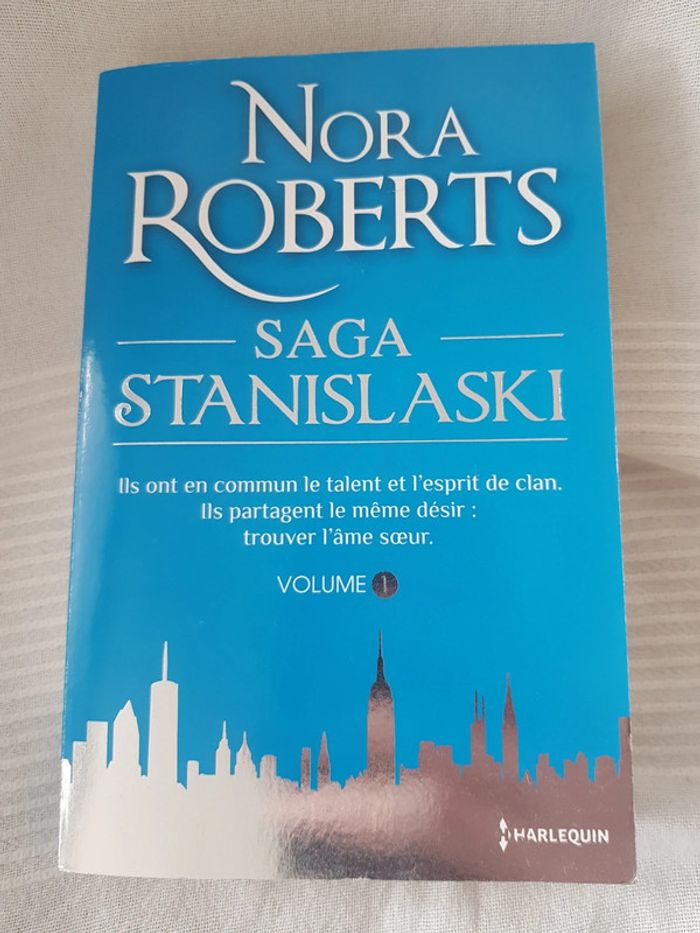 NORA
ROBERTS
SAGA
STANISLASKI
Ils ont en commun le talent et l'esprit de clan.
Ils partagent le même désir :
trouver l'âme sœur.
VOLUME 1
HARLEQUIN